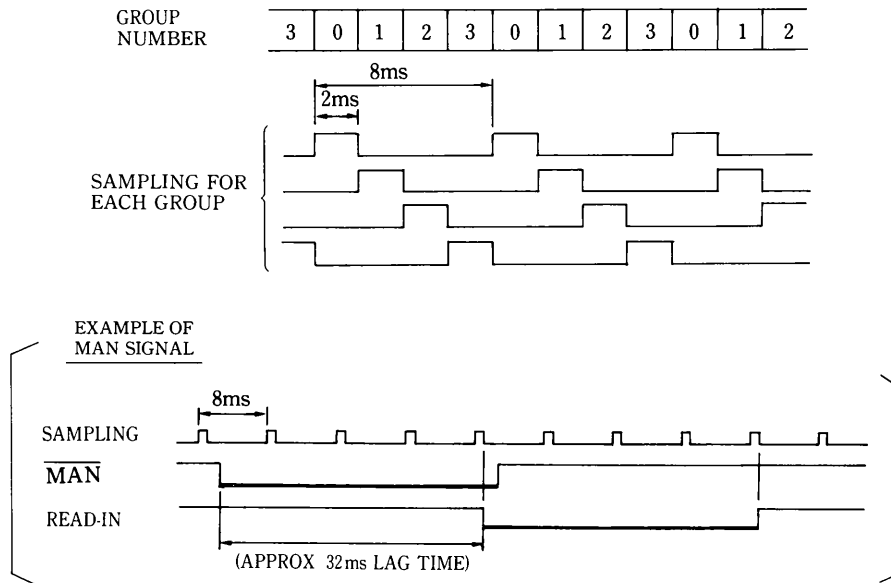 GROUP
NUMBER
3 0 1 2 3 0 1 2 3 0 1 2
8ms
2ms
SAMPLING FOR
EACH GROUP
EXAMPLE OF
MAN SIGNAL
8ms
SAMPLING
MAN
READ-IN
(APPROX 32ms LAG TIME)